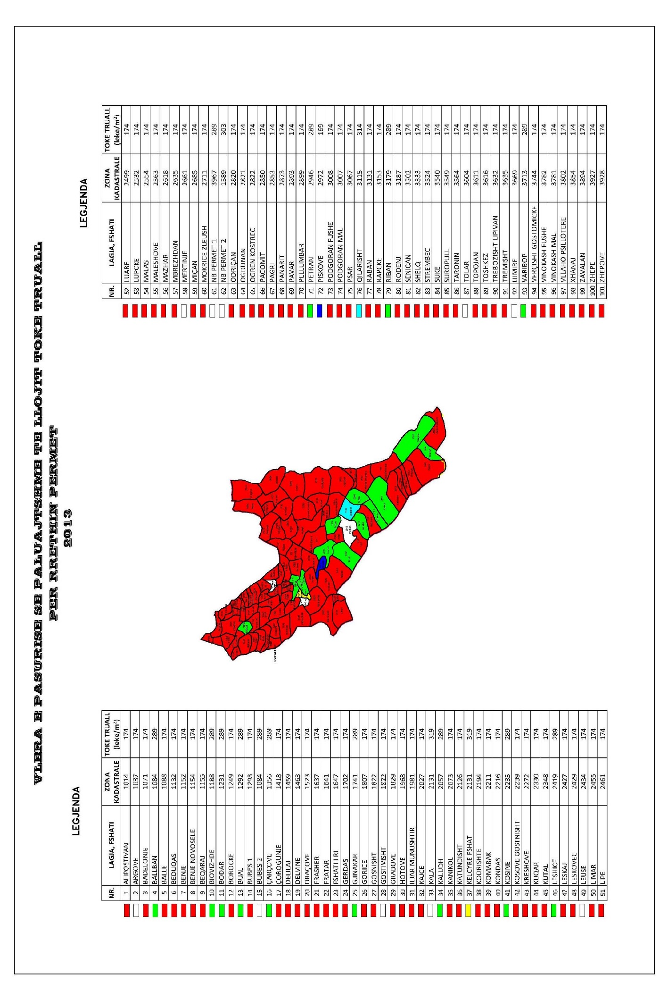 VLERA E PASURISE SE PALUAJTSHME TE LLOJIT TOKE TRUALL
PER RRETHIN PERMET
2013
LEGJENDA
NR. LAGJA, FSHATI ZONA KADASTRALE TOKE TRUALL (leke/m²)
1 ALIPOSTIVAN 1014 174
2 ARGOVE 1037 174
3 BADELONJE 1071 174
4 BALLBAN 1084 289
5 BALLE 1088 174
6 BEDUQAS 1132 174
7 BENJE 1152 174
8 BENJE NOVOSELE 1154 174
9 BEQARAJ 1155 174
10 BIOVIZHDE 1188 289
11 BODAR 1231 289
12 BOROCKE 1249 174
13 BUAL 1292 289
14 BUBES 1 1293 174
15 BUBES 2 1084 289
16 ÇARÇOVE 1356 289
17 ÇOROGUNJE 1418 174
18 DELILAJ 1459 174
19 DELVINE 1463 174
20 DRAÇOVE 1523 174
21 FRASHER 1637 174
22 FRATAR 1641 174
23 FSHATI I RI 1647 174
24 GERDAS 1702 174
25 GJINAKAR 1741 289
26 GORICE 1807 174
27 GOSNISHT 1822 174
28 GOSTIVISHT 1822 174
29 GRABOVE 1829 174
30 HOTOVE 1968 174
31 ILIAR MUNUSHTIR 1981 174
32 KAJCE 2027 174
33 KALA 2131 319
34 KALUDH 2057 289
35 KANIKOL 2073 174
36 KATUNDISHT 2126 174
37 KELCYRE FSHAT 2131 319
38 KODRISHTE 2194 174
39 KOMARAK 2211 174
40 KONDAS 2216 174
41 KOSINE 2235 289
42 KOSOVE GOSTNISHT 2239 174
43 KRESHOVE 2272 174
44 KUQAR 2330 174
45 KUTAL 2348 174
46 LESHICE 2419 289
47 LESKAJ 2427 174
48 LESKOVEC 2429 174
49 LEUSE 2434 174
50 LIMAR 2455 174
51 LIPE 2461 174
LEGJENDA
NR. LAGJA, FSHATI ZONA KADASTRALE TOKE TRUALL (leke/m²)
52 LUARE 2499 174
53 LUPCKE 2532 174
54 MALAS 2554 174
55 MALESHOVE 2563 174
56 MAZHAR 2618 174
57 MBREZHDAN 2635 174
58 MERTINJE 2661 174
59 MIÇAN 2685 174
60 MOKRICE ZLEUSH 2711 174
61 NB PERMET 1 3967 289
62 NB PERMET 2 1589 303
63 ODRIÇAN 2820 174
64 OGDUNAN 2821 174
65 OGREN KOSTREC 2822 174
66 PACOMIT 2850 174
67 PAGRI 2853 174
68 PANARIT 2873 174
69 PAVAR 2893 174
70 PELLUMBAR 2899 174
71 PETRAN 2946 289
72 PISKOVE 2972 169
73 PODGORAN FUSHE 3008 174
74 PODGORAN MAL 3007 174
75 PSAR 3067 174
76 QILARISHT 3115 314
77 RABAN 3131 174
78 RAPCKE 3153 174
79 RIBAN 3179 289
80 RODENJ 3187 174
81 SENICAN 3302 174
82 SHELQ 3333 174
83 STREMBEC 3524 174
84 SUKE 3540 174
85 SUROPULL 3549 174
86 TARONIN 3564 174
87 TOLAR 3604 174
88 TOPOJAN 3611 174
89 TOSHKEZ 3616 174
90 TREBOZISHT LIPIVAN 3632 174
91 TREMISHT 3635 174
92 UJMIRE 3669 174
93 VARIBOP 3713 289
94 VERÇISHT GOSTOMICKE 3744 174
95 VINOKASH FUSHE 3782 174
96 VINOKASH MAL 3781 174
97 VLLAHO PSILLOTERE 3802 174
98 XHANAJ 3854 174
99 ZAVALAN 3894 174
100 ZHEPE 3927 174
101 ZHEPOVE 3928 174